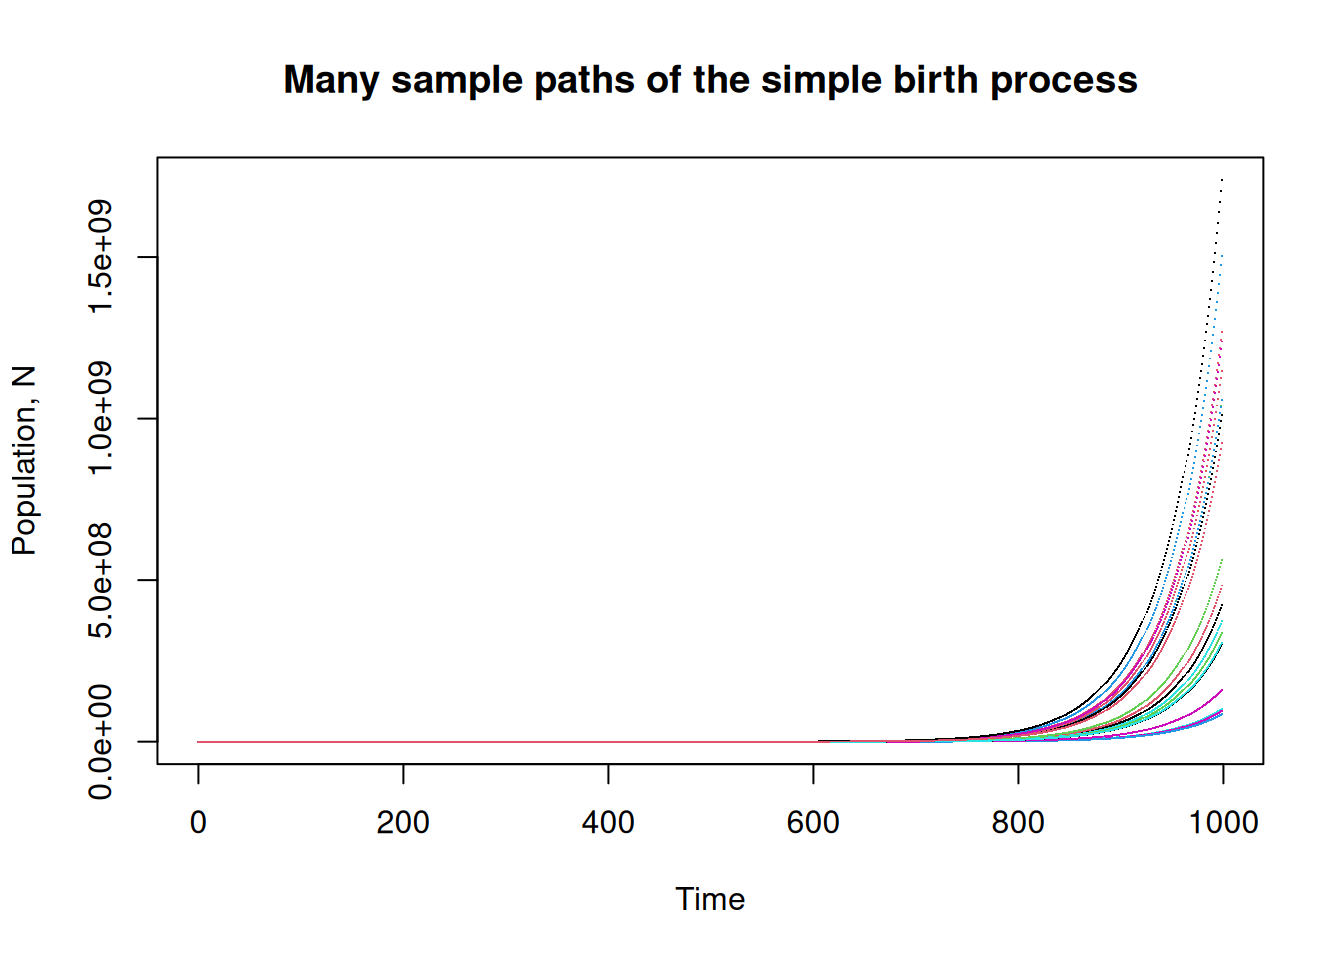 Many sample paths of the simple birth process
Population, N
1.5e+09
1.0e+09
5.0e+08
0.0e+00
0 200 400 600 800 1000
Time